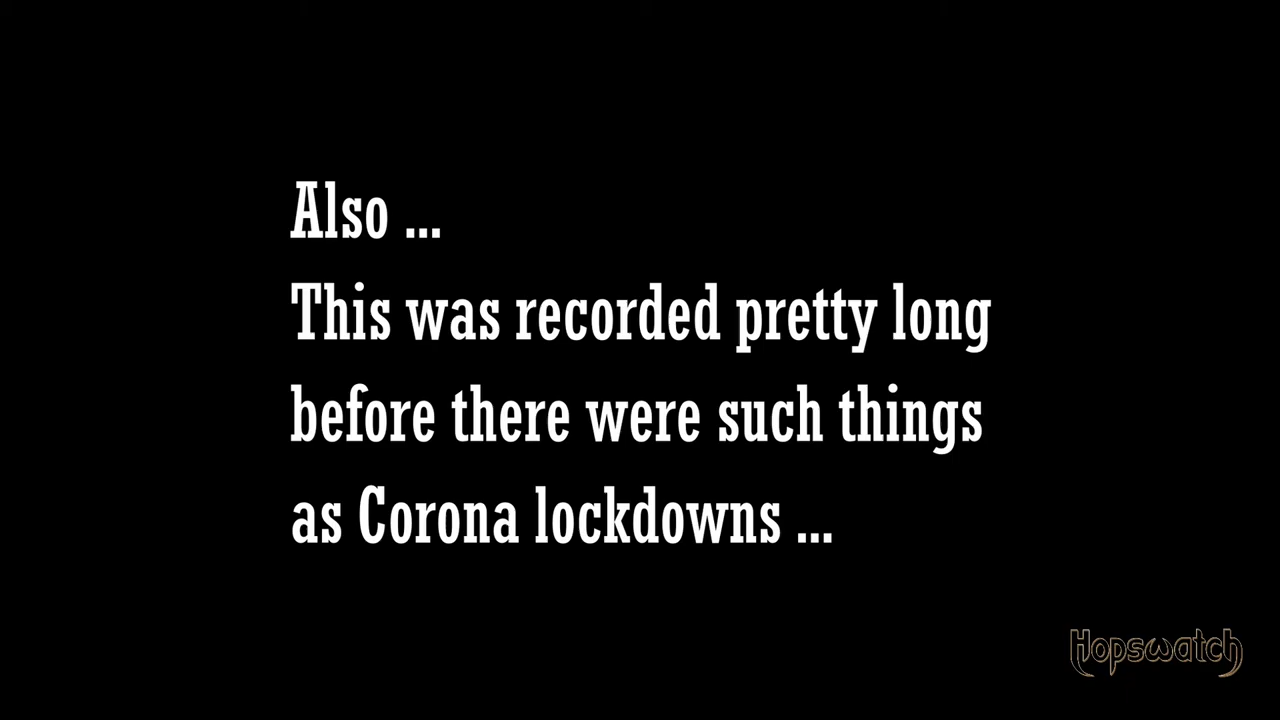 Also ...
This was recorded pretty long
before there were such things
as Corona lockdowns ...
Hopswatch